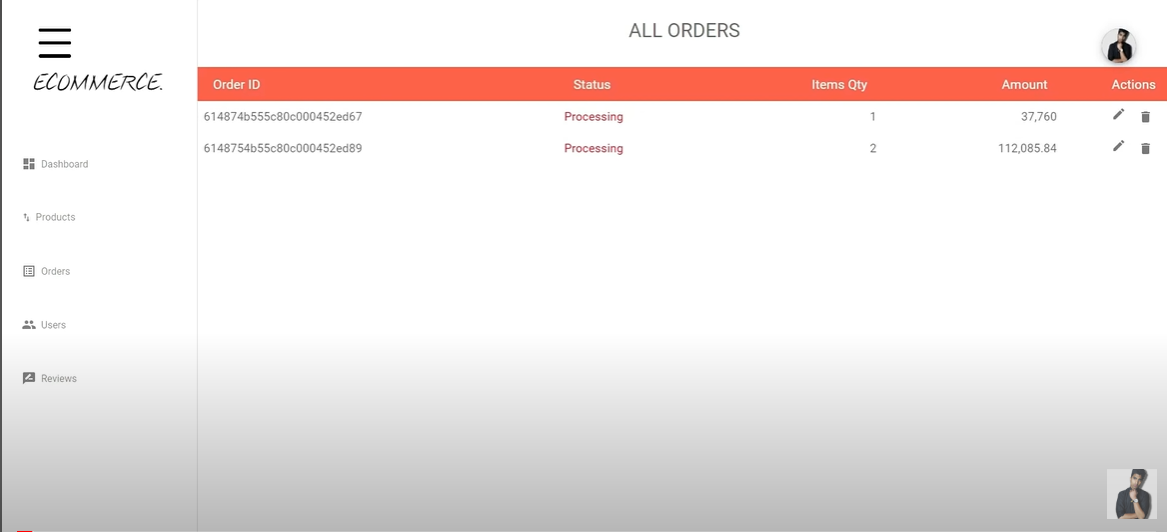 ALL ORDERS
ECOMMERCE.
Order ID Status Items Qty Amount Actions
614874b555c80c000452ed67 Processing 1 37,760
6148754b55c80c000452ed89 Processing 2 112,085.84
Dashboard
Products
Orders
Users
Reviews